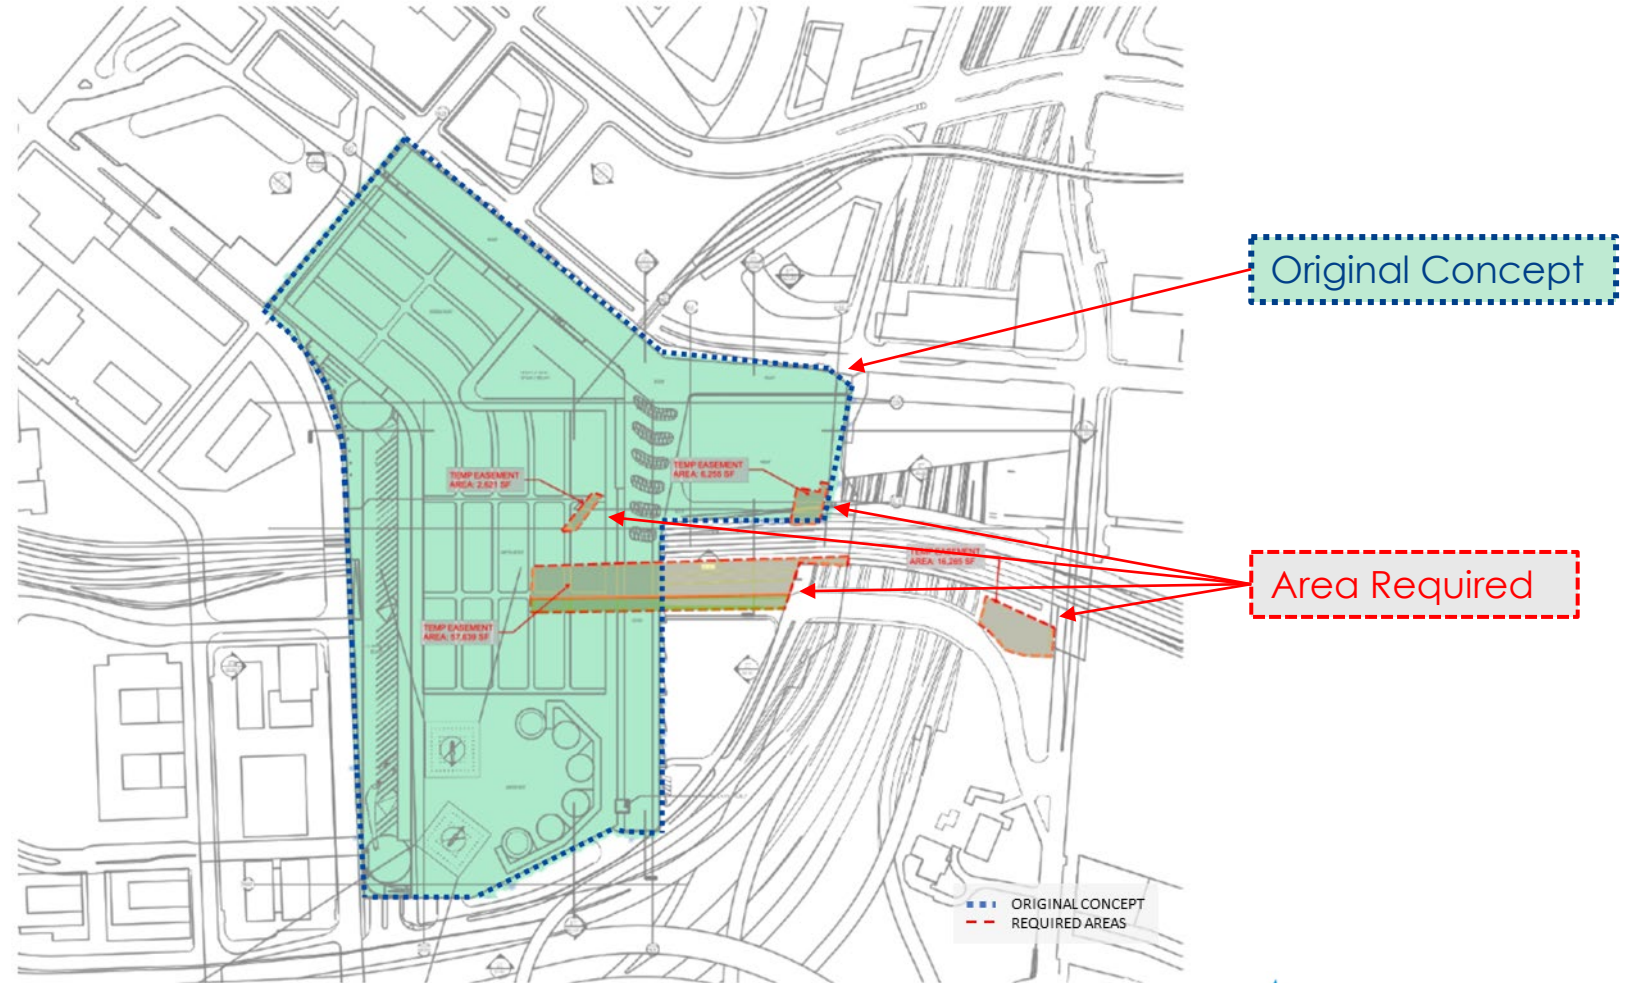 Original Concept
TEMP EASEMENT
AREA: 2,621 SF
TEMP EASEMENT
AREA: 6,255 SF
TEMP EASEMENT
AREA: 16,285 SF
Area Required
TEMP EASEMENT
AREA: 57,639 SF
ORIGINAL CONCEPT
REQUIRED AREAS